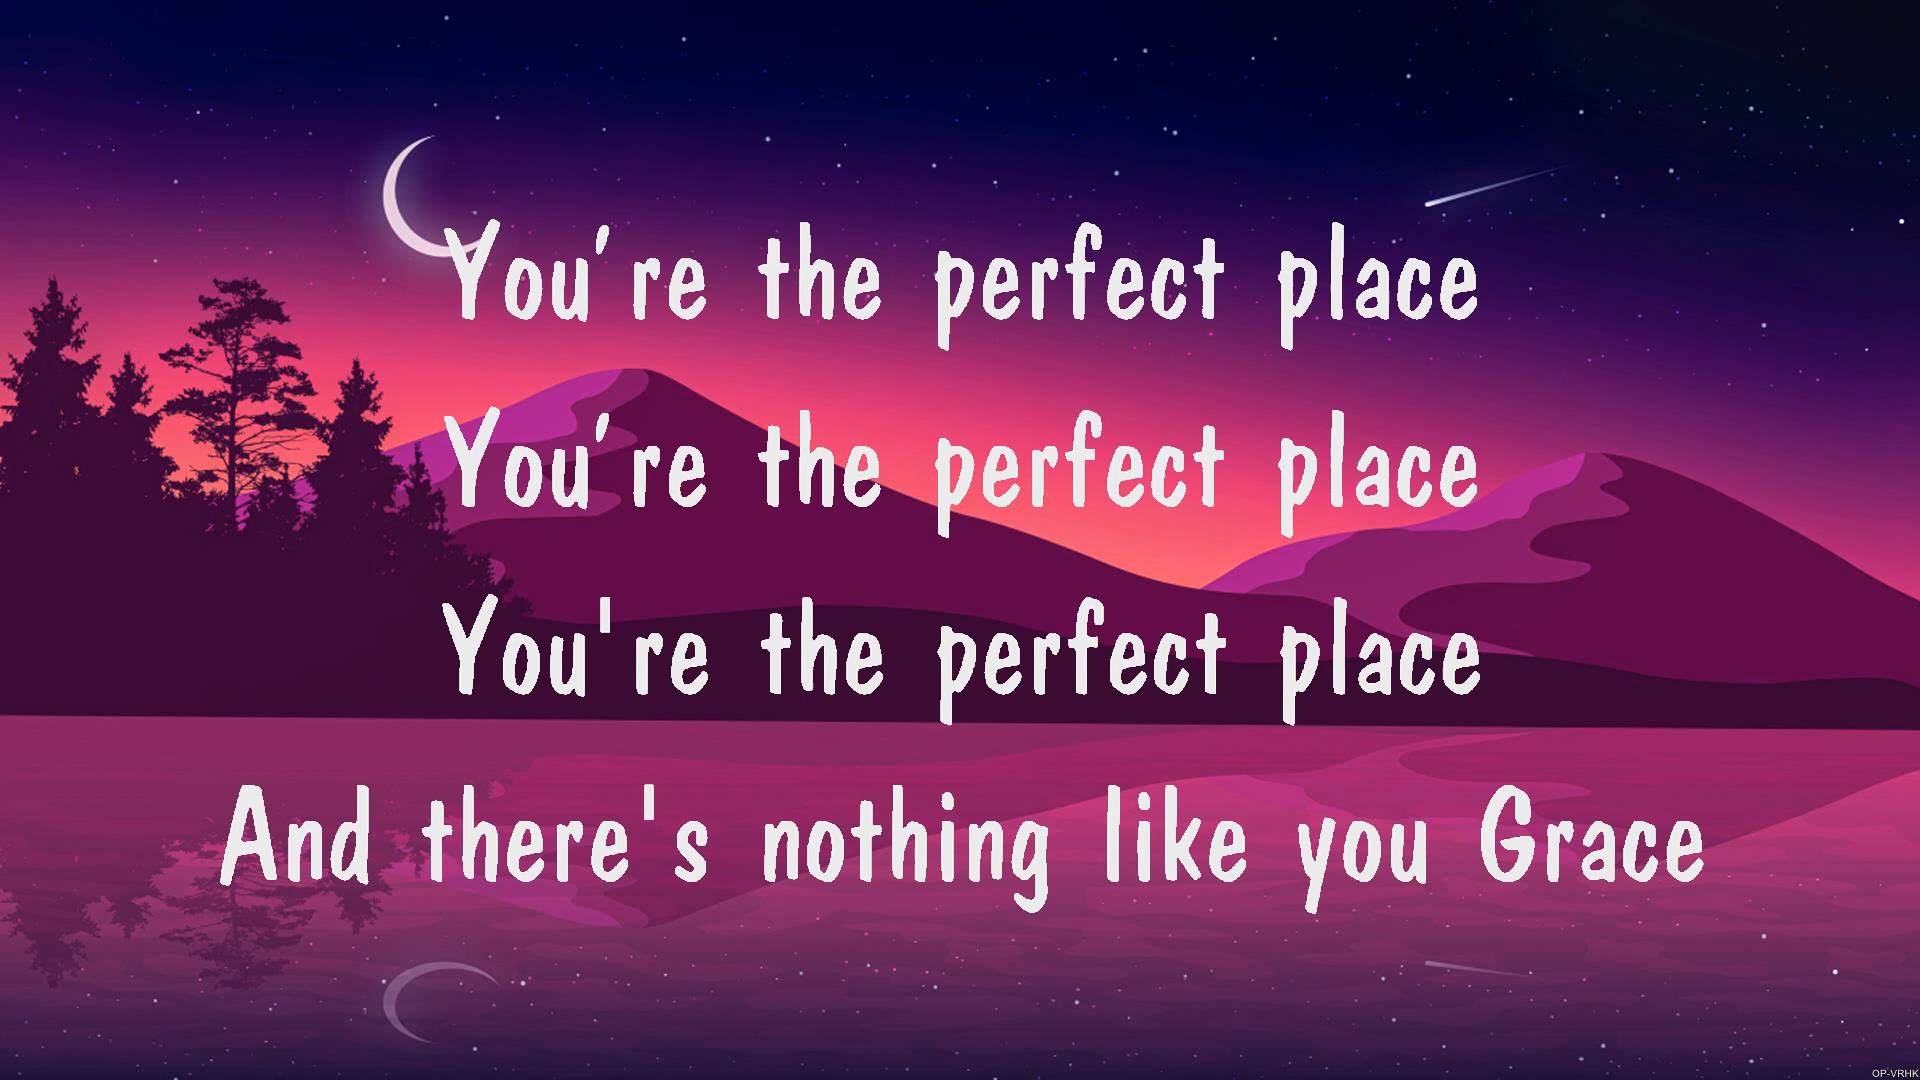 You’re the perfect place
You’re the perfect place
You're the perfect place
And there's nothing like you Grace
OP-VRHK